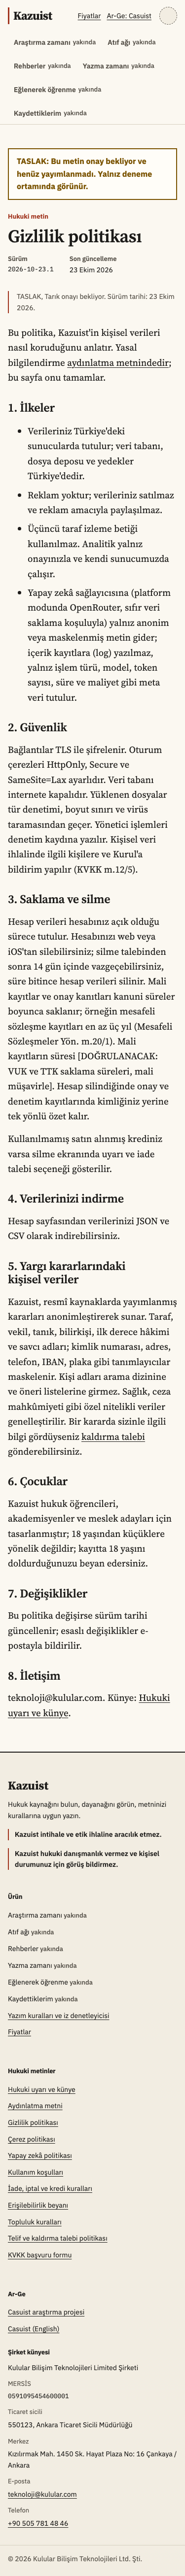 Kazuist
Fiyatlar
Ar-Ge: Casuist
Araştırma zamanı yakında
Atıf ağı yakında
Rehberler yakında
Yazma zamanı yakında
Eğlenerek öğrenme yakında
Kaydettiklerim yakında
TASLAK: Bu metin onay bekliyor ve
henüz yayımlanmadı. Yalnız deneme
ortamında görünür.
Hukuki metin
Gizlilik politikası
Sürüm
2026-10-23.1
Son güncelleme
23 Ekim 2026
TASLAK, Tarık onayı bekliyor. Sürüm tarihi: 23 Ekim
2026.
Bu politika, Kazuist'in kişisel verileri
nasıl koruduğunu anlatır. Yasal
bilgilendirme aydınlatma metnindedir;
bu sayfa onu tamamlar.
1. İlkeler
Verileriniz Türkiye'deki
sunucularda tutulur; veri tabanı,
dosya deposu ve yedekler
Türkiye'dedir.
Reklam yoktur; verileriniz satılmaz
ve reklam amacıyla paylaşılmaz.
Üçüncü taraf izleme betiği
kullanılmaz. Analitik yalnız
onayınızla ve kendi sunucumuzda
çalışır.
Yapay zekâ sağlayıcısına (platform
modunda OpenRouter, sıfır veri
saklama koşuluyla) yalnız anonim
veya maskelenmiş metin gider;
içerik kayıtlara (log) yazılmaz,
yalnız işlem türü, model, token
sayısı, süre ve maliyet gibi meta
veri tutulur.
2. Güvenlik
Bağlantılar TLS ile şifrelenir. Oturum
çerezleri HttpOnly, Secure ve
SameSite=Lax ayarlıdır. Veri tabanı
internete kapalıdır. Yüklenen dosyalar
tür denetimi, boyut sınırı ve virüs
taramasından geçer. Yönetici işlemleri
denetim kaydına yazılır. Kişisel veri
ihlalinde ilgili kişilere ve Kurul'a
bildirim yapılır (KVKK m.12/5).
3. Saklama ve silme
Hesap verileri hesabınız açık olduğu
sürece tutulur. Hesabınızı web veya
iOS'tan silebilirsiniz; silme talebinden
sonra 14 gün içinde vazgeçebilirsiniz,
süre bitince hesap verileri silinir. Mali
kayıtlar ve onay kanıtları kanuni süreler
boyunca saklanır; örneğin mesafeli
sözleşme kayıtları en az üç yıl (Mesafeli
Sözleşmeler Yön. m.20/1). Mali
kayıtların süresi [DOĞRULANACAK:
VUK ve TTK saklama süreleri, mali
müşavirle]. Hesap silindiğinde onay ve
denetim kayıtlarında kimliğiniz yerine
tek yönlü özet kalır.
Kullanılmamış satın alınmış krediniz
varsa silme ekranında uyarı ve iade
talebi seçeneği gösterilir.
4. Verilerinizi indirme
Hesap sayfasından verilerinizi JSON ve
CSV olarak indirebilirsiniz.
5. Yargı kararlarındaki
kişisel veriler
Kazuist, resmî kaynaklarda yayımlanmış
kararları anonimleştirerek sunar. Taraf,
vekil, tanık, bilirkişi, ilk derece hâkimi
ve savcı adları; kimlik numarası, adres,
telefon, IBAN, plaka gibi tanımlayıcılar
maskelenir. Kişi adları arama dizinine
ve öneri listelerine girmez. Sağlık, ceza
mahkûmiyeti gibi özel nitelikli veriler
genelleştirilir. Bir kararda sizinle ilgili
bilgi gördüyseniz kaldırma talebi
gönderebilirsiniz.
6. Çocuklar
Kazuist hukuk öğrencileri,
akademisyenler ve meslek adayları için
tasarlanmıştır; 18 yaşından küçüklere
yönelik değildir; kayıtta 18 yaşını
doldurduğunuzu beyan edersiniz.
7. Değişiklikler
Bu politika değişirse sürüm tarihi
güncellenir; esaslı değişiklikler e-
postayla bildirilir.
8. İletişim
teknoloji@kulular.com. Künye: Hukuki
uyarı ve künye.
Kazuist
Hukuk kaynağını bulun, dayanağını görün, metninizi
kurallarına uygun yazın.
Kazuist intihale ve etik ihlaline aracılık etmez.
Kazuist hukuki danışmanlık vermez ve kişisel
durumunuz için görüş bildirmez.
Ürün
Araştırma zamanı yakında
Atıf ağı yakında
Rehberler yakında
Yazma zamanı yakında
Eğlenerek öğrenme yakında
Kaydettiklerim yakında
Yazım kuralları ve iz denetleyicisi
Fiyatlar
Hukuki metinler
Hukuki uyarı ve künye
Aydınlatma metni
Gizlilik politikası
Çerez politikası
Yapay zekâ politikası
Kullanım koşulları
İade, iptal ve kredi kuralları
Erişilebilirlik beyanı
Topluluk kuralları
Telif ve kaldırma talebi politikası
KVKK başvuru formu
Ar-Ge
Casuist araştırma projesi
Casuist (English)
Şirket künyesi
Kulular Bilişim Teknolojileri Limited Şirketi
MERSİS
0591095454600001
Ticaret sicili
550123, Ankara Ticaret Sicili Müdürlüğü
Merkez
Kızılırmak Mah. 1450 Sk. Hayat Plaza No: 16 Çankaya /
Ankara
E-posta
teknoloji@kulular.com
Telefon
+90 505 781 48 46
© 2026 Kulular Bilişim Teknolojileri Ltd. Şti.